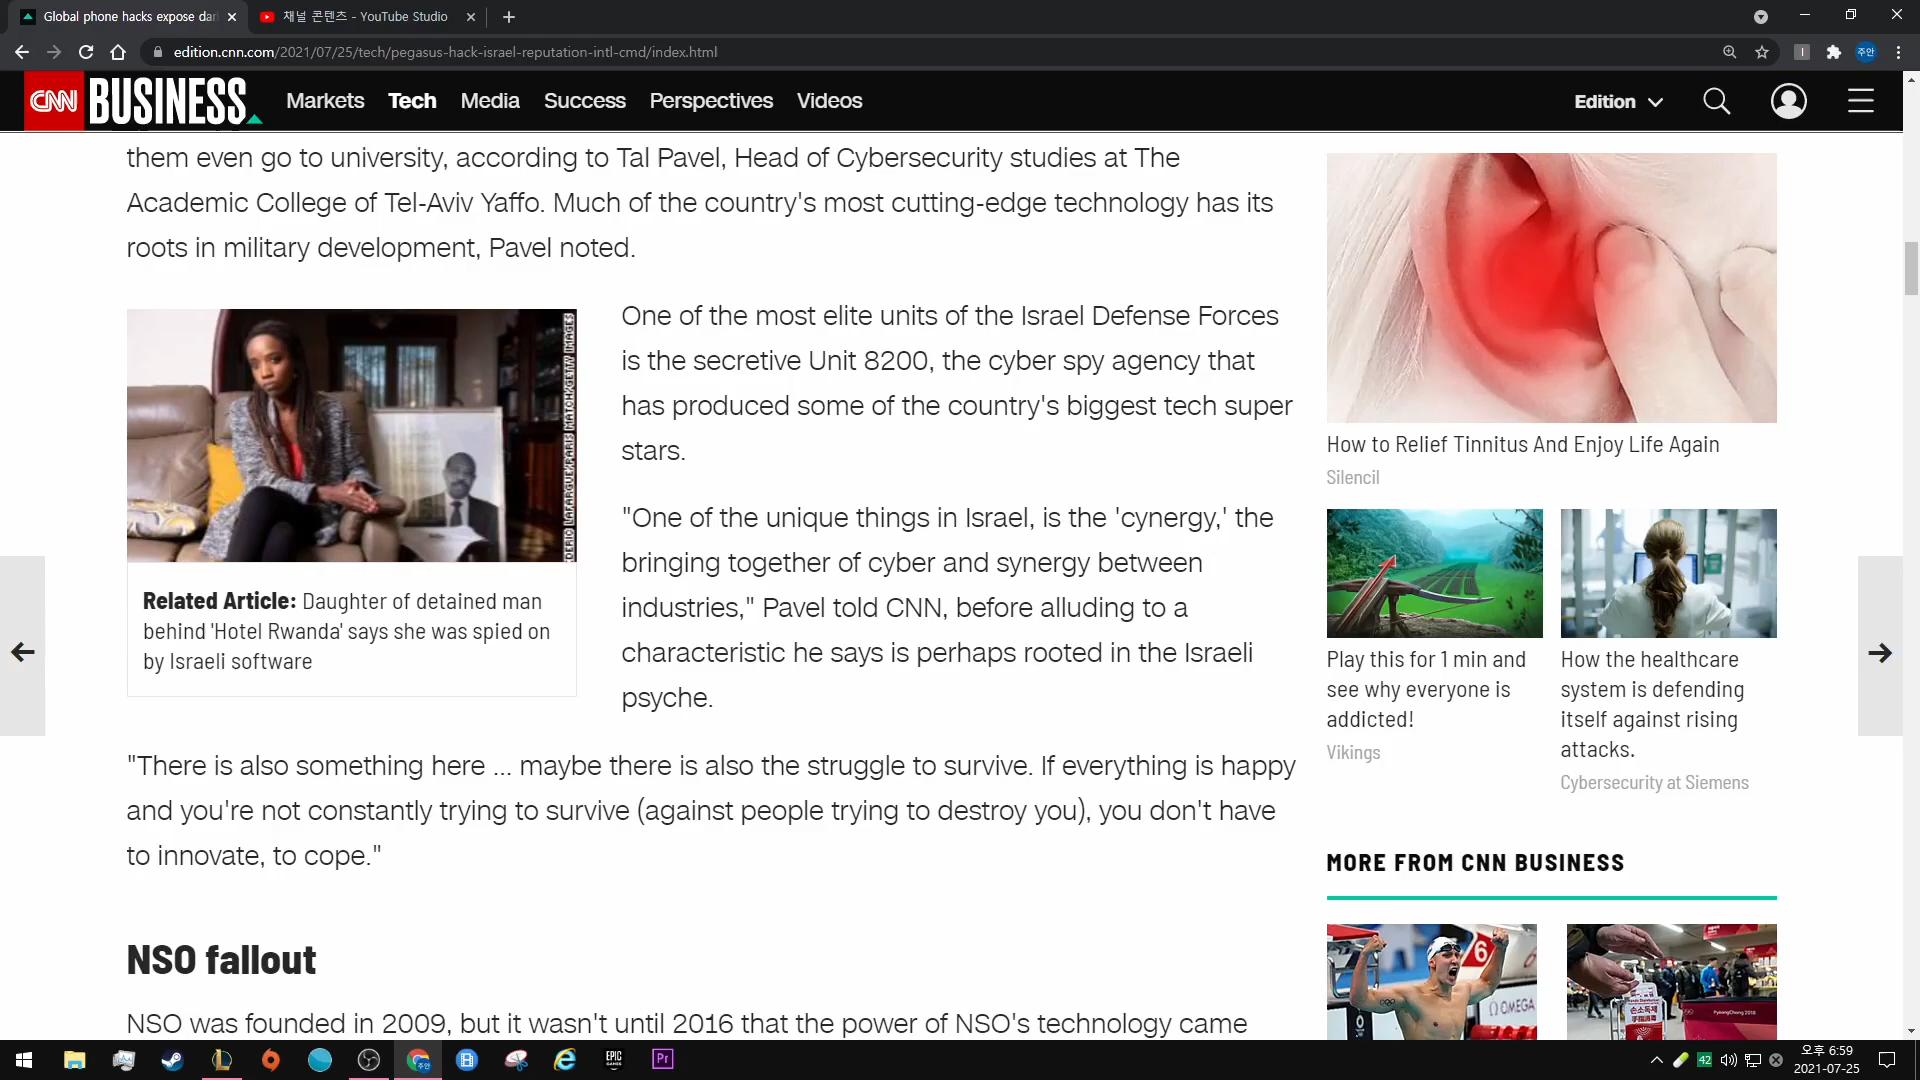 Global phone hacks expose dar
채널 콘텐츠 - YouTube Studio
edition.cnn.com/2021/07/25/tech/pegasus-hack-israel-reputation-intl-cmd/index.html
주안
CNN BUSINESS
Markets
Tech
Media
Success
Perspectives
Videos
Edition
them even go to university, according to Tal Pavel, Head of Cybersecurity studies at The
Academic College of Tel-Aviv Yaffo. Much of the country's most cutting-edge technology has its
roots in military development, Pavel noted.
Related Article: Daughter of detained man
behind 'Hotel Rwanda' says she was spied on
by Israeli software
One of the most elite units of the Israel Defense Forces
is the secretive Unit 8200, the cyber spy agency that
has produced some of the country's biggest tech super
stars.
"One of the unique things in Israel, is the 'cynergy,' the
bringing together of cyber and synergy between
industries," Pavel told CNN, before alluding to a
characteristic he says is perhaps rooted in the Israeli
psyche.
"There is also something here ... maybe there is also the struggle to survive. If everything is happy
and you're not constantly trying to survive (against people trying to destroy you), you don't have
to innovate, to cope."
NSO fallout
NSO was founded in 2009, but it wasn't until 2016 that the power of NSO's technology came
How to Relief Tinnitus And Enjoy Life Again
Silencil
Play this for 1 min and
see why everyone is
addicted!
Vikings
How the healthcare
system is defending
itself against rising
attacks.
Cybersecurity at Siemens
MORE FROM CNN BUSINESS
6
OMEGA
PyeongChang 2018
EPIC
GAMES
Pr
42
오후 6:59
2021-07-25